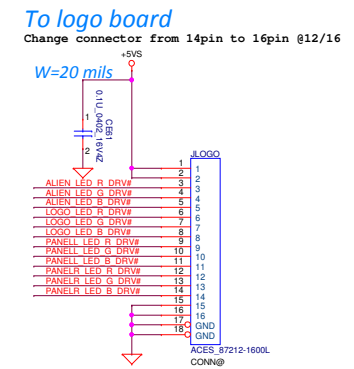 To logo board
Change connector from 14pin to 16pin @12/16
+5VS
W=20 mils
1
0.1U_0402_16V4Z
CE61
2
JLOGO
1 1
2 2
ALIEN_LED_R_DRV# 3 3
ALIEN_LED_G_DRV# 4 4
ALIEN_LED_B_DRV# 5 5
LOGO_LED_R_DRV# 6 6
LOGO_LED_G_DRV# 7 7
LOGO_LED_B_DRV# 8 8
PANELL_LED_R_DRV# 9 9
PANELL_LED_G_DRV# 10 10
PANELL_LED_B_DRV# 11 11
PANELR_LED_R_DRV# 12 12
PANELR_LED_G_DRV# 13 13
PANELR_LED_B_DRV# 14 14
15 15
16 16
17 GND
18 GND
ACES_87212-1600L
CONN@